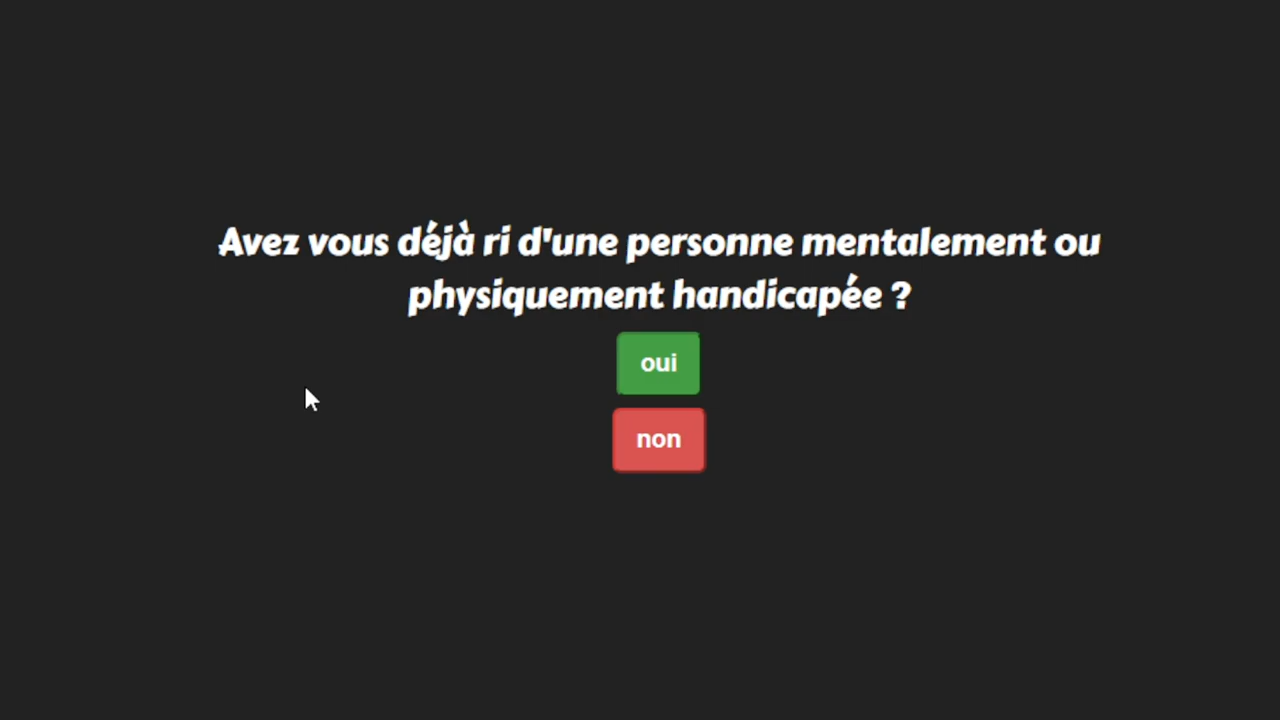 Avez vous déjà ri d'une personne mentalement ou
physiquement handicapée ?
oui
non